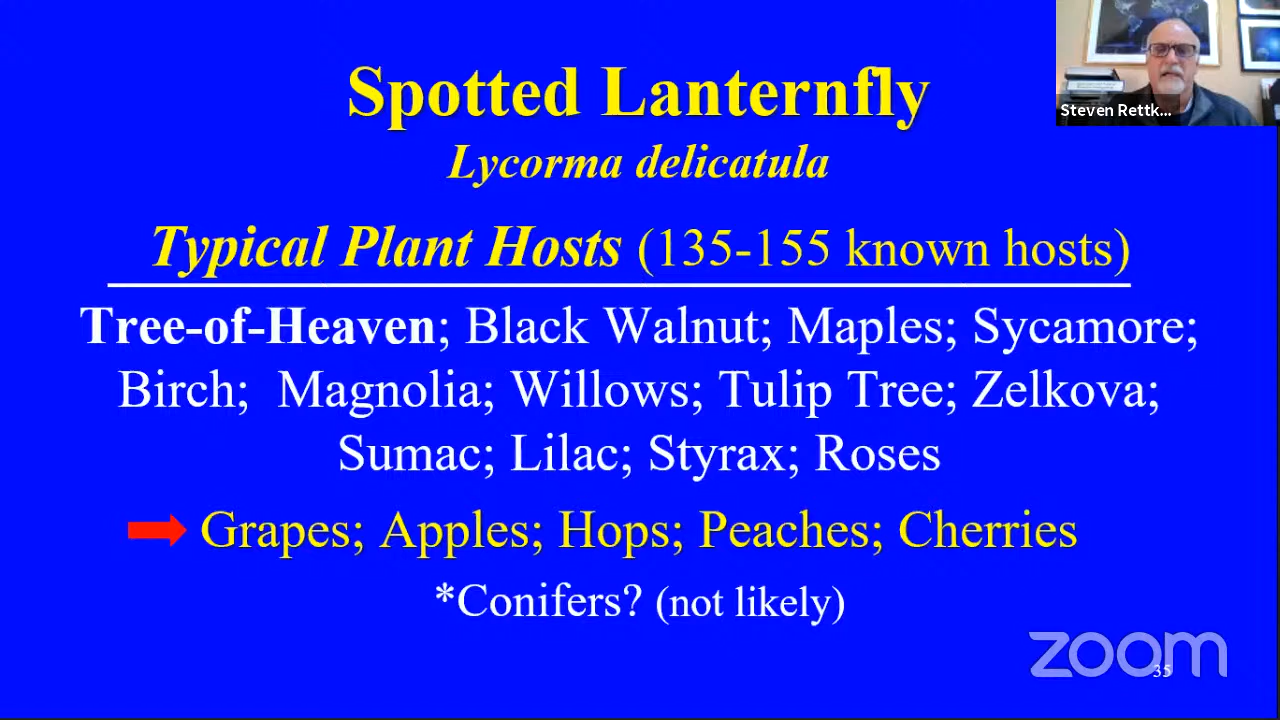 Spotted Lanternfly
Steven Rettk...
Lycorma delicatula
Typical Plant Hosts (135-155 known hosts)
Tree-of-Heaven; Black Walnut; Maples; Sycamore;
Birch; Magnolia; Willows; Tulip Tree; Zelkova;
Sumac; Lilac; Styrax; Roses
Grapes; Apples; Hops; Peaches; Cherries
*Conifers? (not likely)
zoom
35